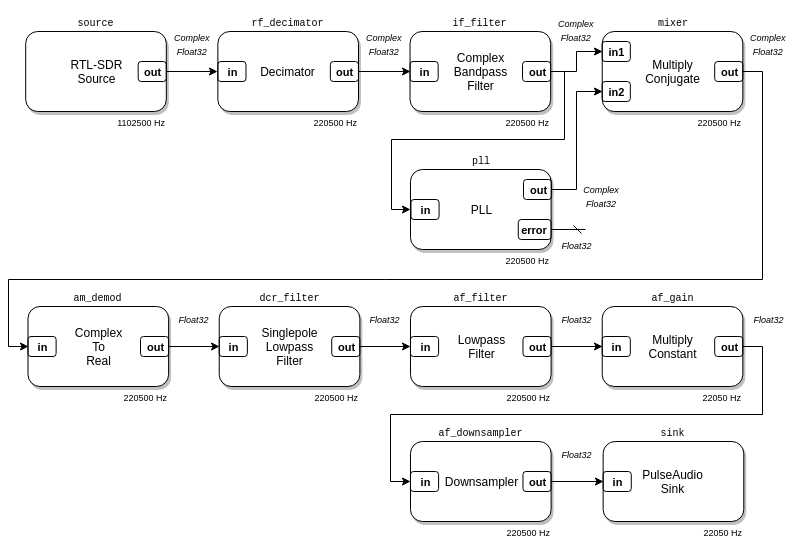 source
rf_decimator
if_filter
mixer
Complex
Float32
Complex
Float32
Complex
Float32
Complex
Float32
RTL-SDR
Source
out
in
Decimator
out
in
Complex
Bandpass
Filter
out
in1
in2
Multiply
Conjugate
out
1102500 Hz
220500 Hz
220500 Hz
220500 Hz
pll
in
PLL
out
error
Complex
Float32
Float32
220500 Hz
am_demod
dcr_filter
af_filter
af_gain
Float32
Float32
Float32
Float32
in
Complex
To
Real
out
in
Singlepole
Lowpass
Filter
out
in
Lowpass
Filter
out
in
Multiply
Constant
out
220500 Hz
220500 Hz
220500 Hz
22050 Hz
af_downsampler
sink
Float32
in
Downsampler
out
in
PulseAudio
Sink
220500 Hz
22050 Hz